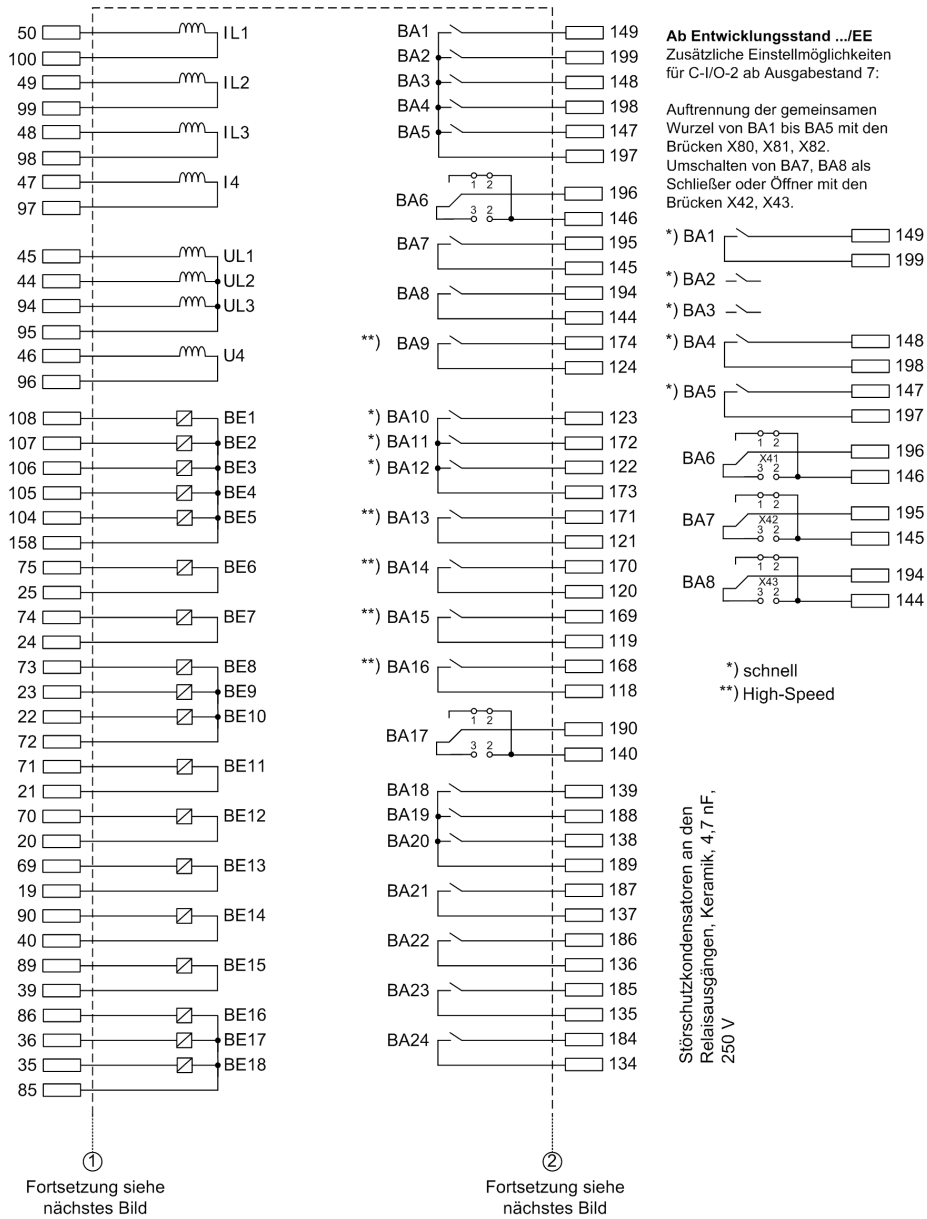 50 IL1
100
49 IL2
99
48 IL3
98
47 I4
97
45 UL1
44 UL2
94 UL3
95
46 U4
96
108 BE1
107 BE2
106 BE3
105 BE4
104 BE5
158
75 BE6
25
74 BE7
24
73 BE8
23 BE9
22 BE10
72
71 BE11
21
70 BE12
20
69 BE13
19
90 BE14
40
89 BE15
39
86 BE16
36 BE17
35 BE18
85
1
Fortsetzung siehe
nächstes Bild
BA1 149
BA2 199
BA3 148
BA4 198
BA5 147
197
1 2
BA6 196
3 2
146
BA7 195
145
BA8 194
144
**) BA9 174
124
*) BA10 123
*) BA11 172
*) BA12 122
173
**) BA13 171
121
**) BA14 170
120
**) BA15 169
119
**) BA16 168
118
1 2
BA17 190
3 2
140
BA18 139
BA19 188
BA20 138
189
BA21 187
137
BA22 186
136
BA23 185
135
BA24 184
134
2
Fortsetzung siehe
nächstes Bild
Ab Entwicklungsstand .../EE
Zusätzliche Einstellmöglichkeiten
für C-I/O-2 ab Ausgabestand 7:
Auftrennung der gemeinsamen
Wurzel von BA1 bis BA5 mit den
Brücken X80, X81, X82.
Umschalten von BA7, BA8 als
Schließer oder Öffner mit den
Brücken X42, X43.
*) BA1 149
199
*) BA2
*) BA3
*) BA4 148
198
*) BA5 147
197
1 2
BA6 X41 196
3 2
146
1 2
BA7 X42 195
3 2
145
1 2
BA8 X43 194
3 2
144
*) schnell
**) High-Speed
Störschutzkondensatoren an den
Relaisausgängen, Keramik, 4,7 nF,
250 V